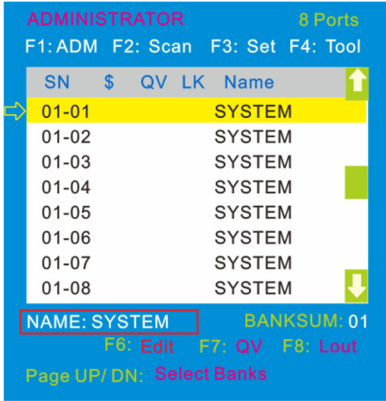 ADMINISTRATOR 8 Ports
F1: ADM F2: Scan F3: Set F4: Tool
SN $ QV LK Name
01-01 SYSTEM
01-02 SYSTEM
01-03 SYSTEM
01-04 SYSTEM
01-05 SYSTEM
01-06 SYSTEM
01-07 SYSTEM
01-08 SYSTEM
NAME: SYSTEM BANKSUM: 01
F6: Edit F7: QV F8: Lout
Page UP/ DN: Select Banks